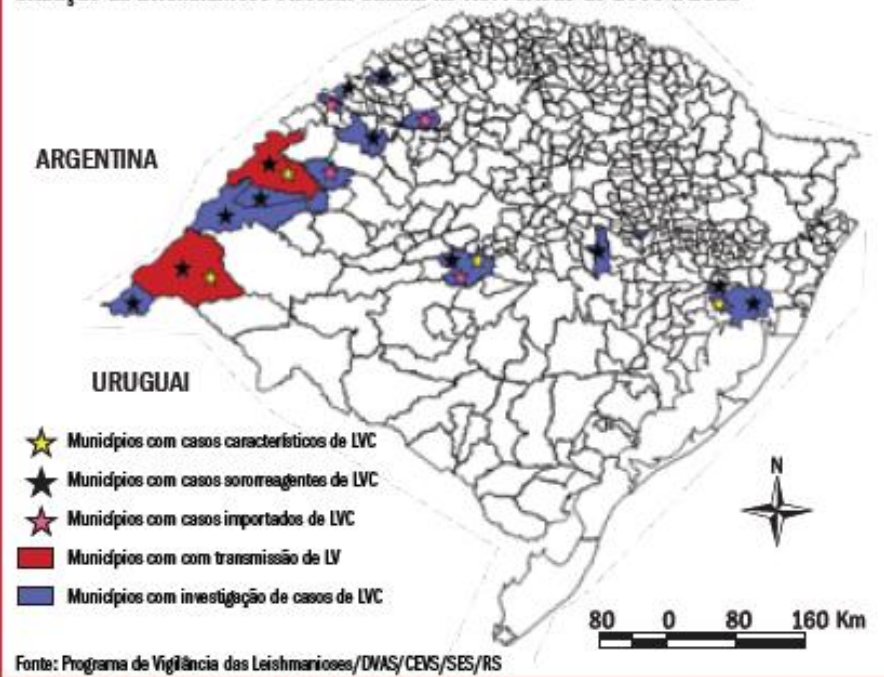 ARGENTINA
URUGUAI
Municípios com casos característicos de LVC
Municípios com casos sororreagentes de LVC
Municípios com casos importados de LVC
Municípios com com transmissão de LV
Municípios com investigação de casos de LVC
N
80 0 80 160 Km
Fonte: Programa de Vigilância das Leishmanioses/DVAS/CEVS/SES/RS